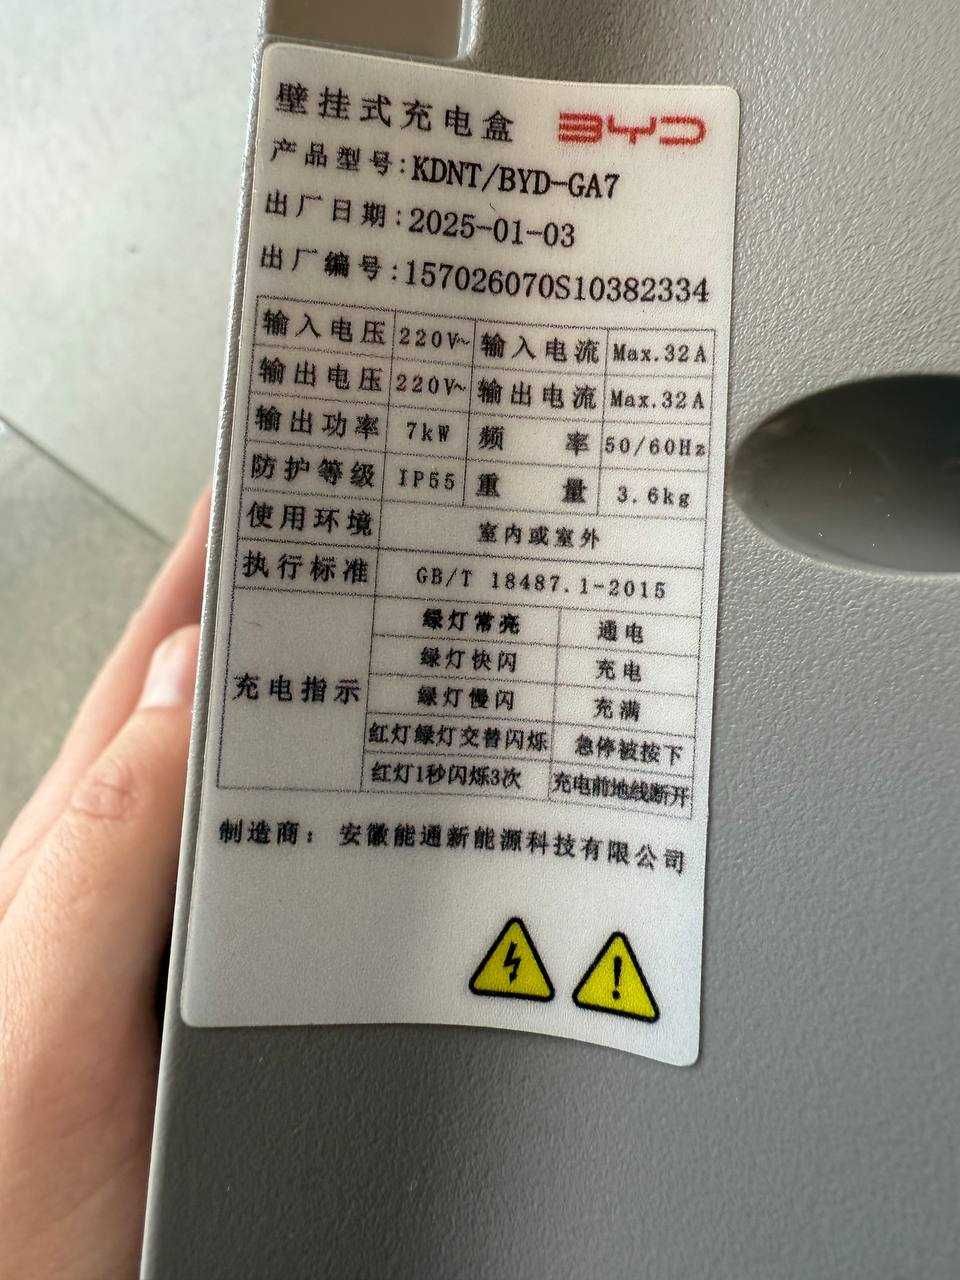 壁挂式充电盒 BYD
产品型号:KDNT/BYD-GA7
出厂日期:2025-01-03
出厂编号:157026070S10382334
输入电压 220V~ 输入电流 Max.32A
输出电压 220V~ 输出电流 Max.32A
输出功率 7kW 频率 50/60Hz
防护等级 IP55 重量 3.6kg
使用环境 室内或室外
执行标准 GB/T 18487.1-2015
充电指示
绿灯常亮 通电
绿灯快闪 充电
绿灯慢闪 充满
红灯绿灯交替闪烁 急停被按下
红灯1秒闪烁3次 充电前地线断开
制造商: 安徽能通新能源科技有限公司